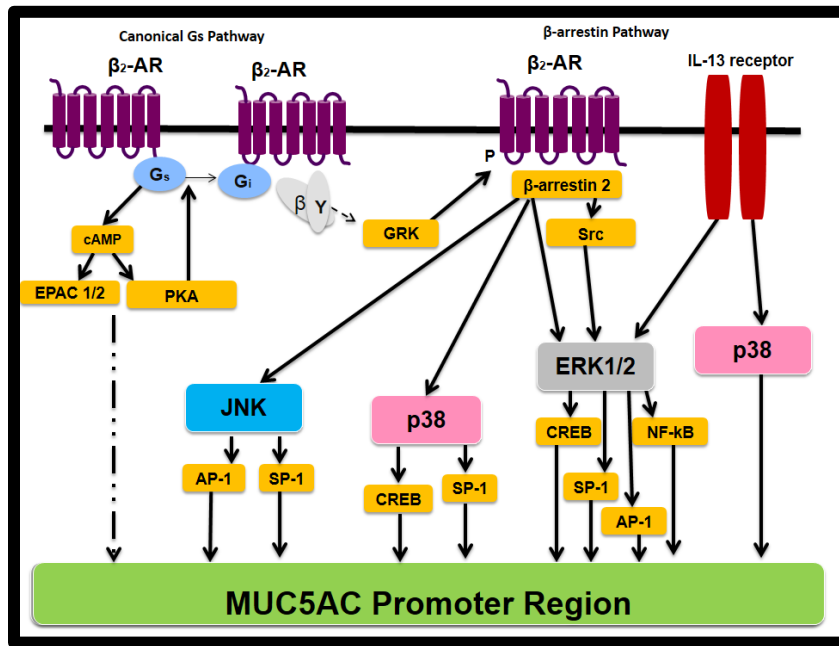 Canonical Gs Pathway
β-arrestin Pathway
β₂-AR
β₂-AR
β₂-AR
IL-13 receptor
Gs
Gi
β
Y
P
β-arrestin 2
cAMP
GRK
Src
EPAC 1/2
PKA
JNK
p38
ERK1/2
p38
AP-1
SP-1
CREB
SP-1
CREB
NF-kB
SP-1
AP-1
MUC5AC Promoter Region